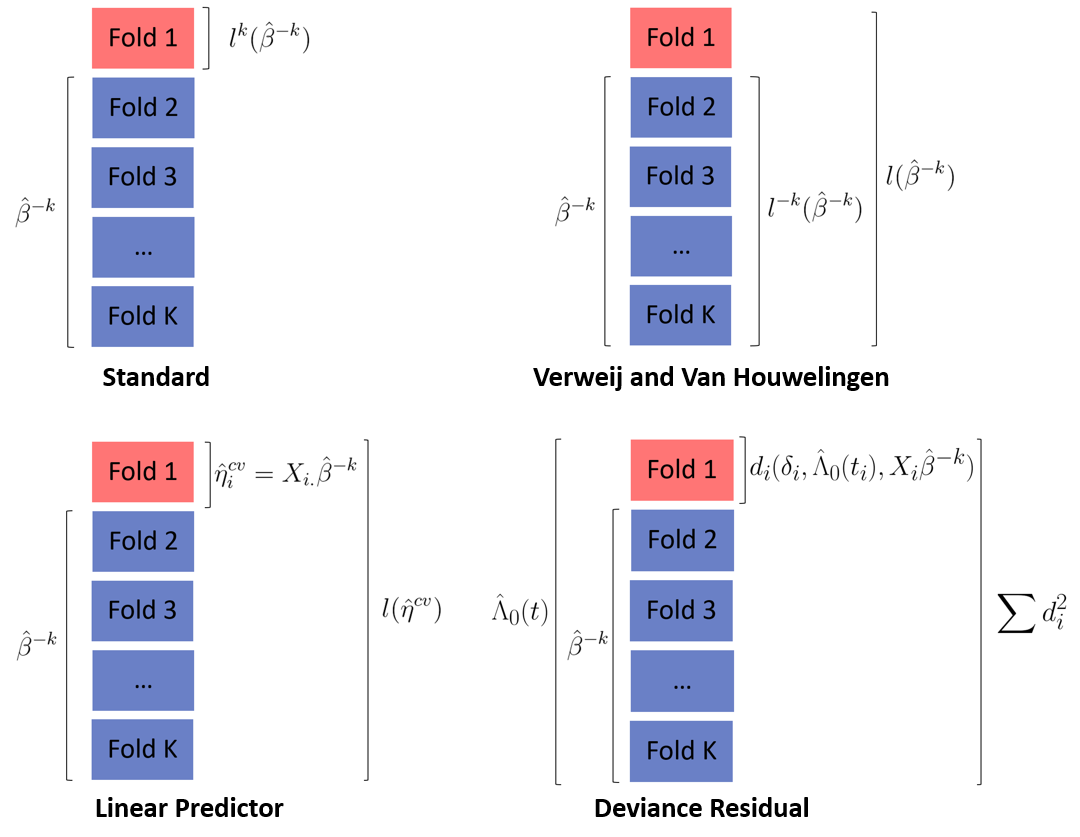 Fold 1
$l^k(\hat{\beta}^{-k})$
Fold 2
Fold 3
$\hat{\beta}^{-k}$
...
Fold K
Standard
Fold 1
Fold 2
Fold 3
$l(\hat{\beta}^{-k})$
$\hat{\beta}^{-k}$
$l^{-k}(\hat{\beta}^{-k})$
...
Fold K
Verweij and Van Houwelingen
Fold 1
$\hat{\eta}_i^{cv} = X_{i.}\hat{\beta}^{-k}$
Fold 2
Fold 3
$l(\hat{\eta}^{cv})$
$\hat{\beta}^{-k}$
...
Fold K
Linear Predictor
Fold 1
$d_i(\delta_i, \hat{\Lambda}_0(t_i), X_i\hat{\beta}^{-k})$
Fold 2
$\hat{\Lambda}_0(t)$
Fold 3
$\sum d_i^2$
$\hat{\beta}^{-k}$
...
Fold K
Deviance Residual